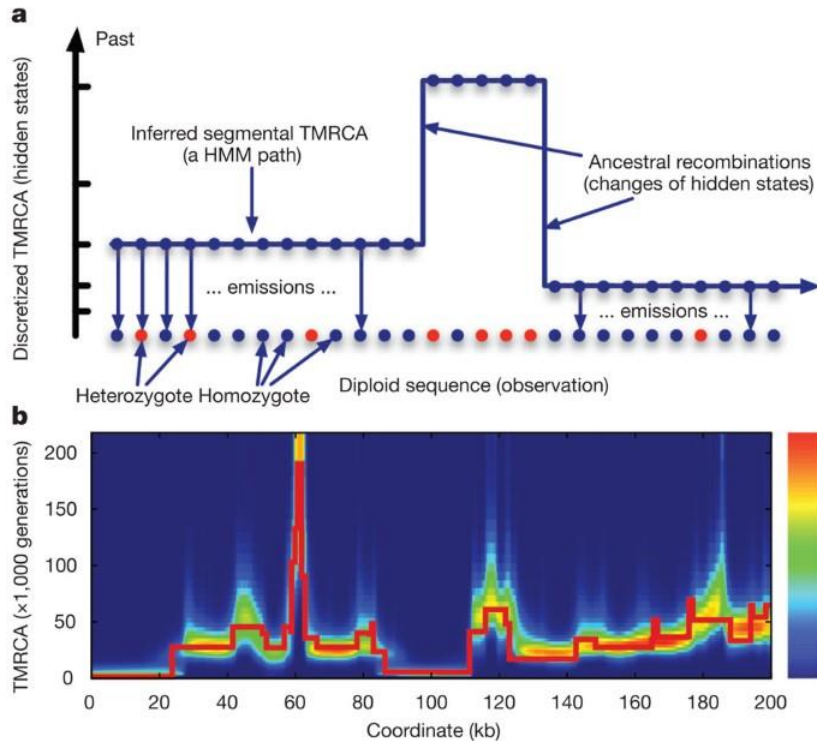 a
Past
Discretized TMRCA (hidden states)
Inferred segmental TMRCA
(a HMM path)
Ancestral recombinations
(changes of hidden states)
... emissions ...
... emissions ...
Heterozygote Homozygote
Diploid sequence (observation)
b
TMRCA (×1,000 generations)
200
150
100
50
0
0 20 40 60 80 100 120 140 160 180 200
Coordinate (kb)